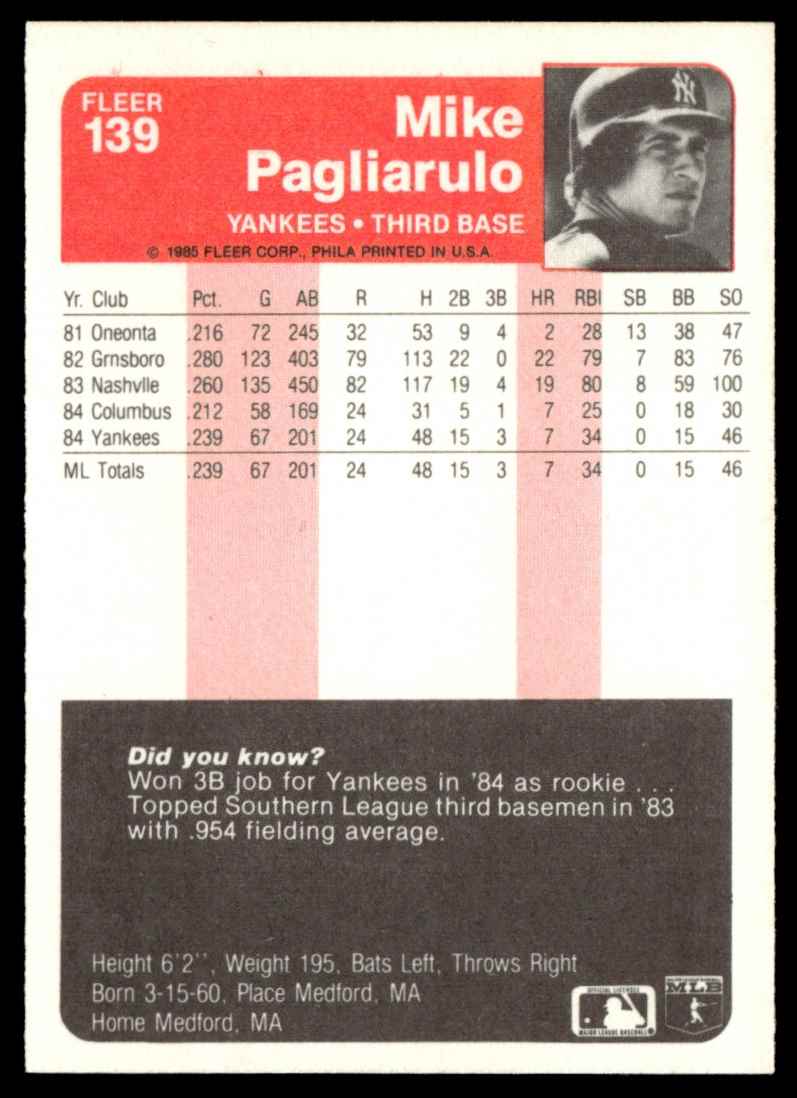 FLEER
139
Mike
Pagliarulo
YANKEES • THIRD BASE
© 1985 FLEER CORP., PHILA PRINTED IN U.S.A.
NY
Yr. Club Pct. G AB R H 2B 3B HR RBI SB BB SO
81 Oneonta .216 72 245 32 53 9 4 2 28 13 38 47
82 Grnsboro .280 123 403 79 113 22 0 22 79 7 83 76
83 Nashvlle .260 135 450 82 117 19 4 19 80 8 59 100
84 Columbus .212 58 169 24 31 5 1 7 25 0 18 30
84 Yankees .239 67 201 24 48 15 3 7 34 0 15 46
ML Totals .239 67 201 24 48 15 3 7 34 0 15 46
Did you know?
Won 3B job for Yankees in '84 as rookie . . .
Topped Southern League third basemen in '83
with .954 fielding average.
Height 6'2'', Weight 195, Bats Left, Throws Right
Born 3-15-60, Place Medford, MA
Home Medford, MA
OFFICIAL LICENSEE
MAJOR LEAGUE BASEBALL
MLB